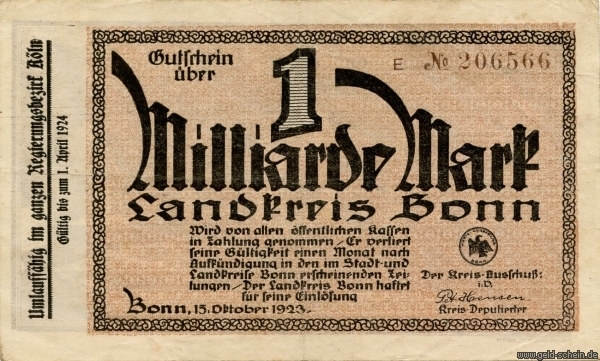 Umlauffähig im ganzen Regierungsbezirk Köln
Gültig bis zum 1. April 1924
Gutschein
über
1
E № 206566
Milliarde Mark
Landkreis Bonn
Wird von allen öffentlichen Kassen
in Zahlung genommen / Er verliert
seine Gültigkeit einen Monat nach
Aufkündigung in den im Stadt- und
Landkreise Bonn erscheinenden Zei-
tungen / Der Landkreis Bonn haftet
für seine Einlösung
Bonn, 15. Oktober 1923.
Der Kreis-Ausschuß:
i.D.
Kreis Deputierter
www.geld-schein.de